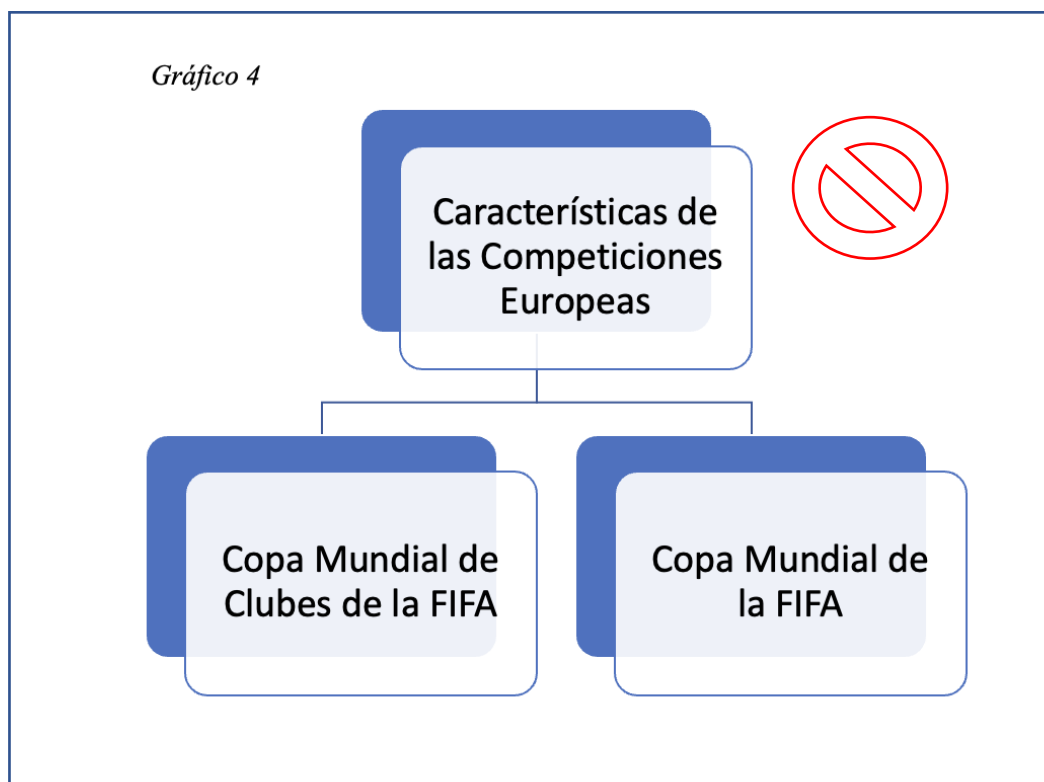 Gráfico 4
Características de
las Competiciones
Europeas
Copa Mundial de
Clubes de la FIFA
Copa Mundial de
la FIFA